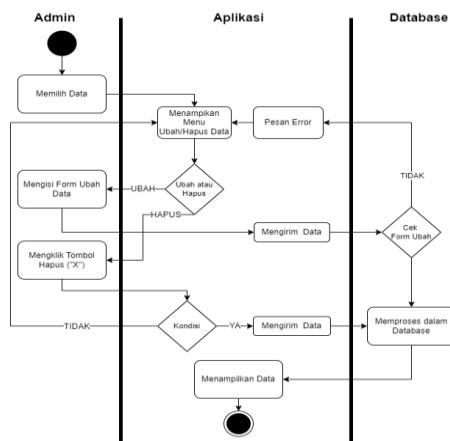 Admin
Aplikasi
Database
Memilih Data
Menampikan
Menu
Ubah/Hapus Data
Pesan Error
TIDAK
Mengisi Form Ubah
Data
UBAH
Ubah atau
Hapus
HAPUS
Mengirim Data
Cek
Form Ubah
Mengklik Tombol
Hapus ("X")
TIDAK
Kondisi
YA
Mengirim Data
Memproses dalam
Database
Menampilkan Data